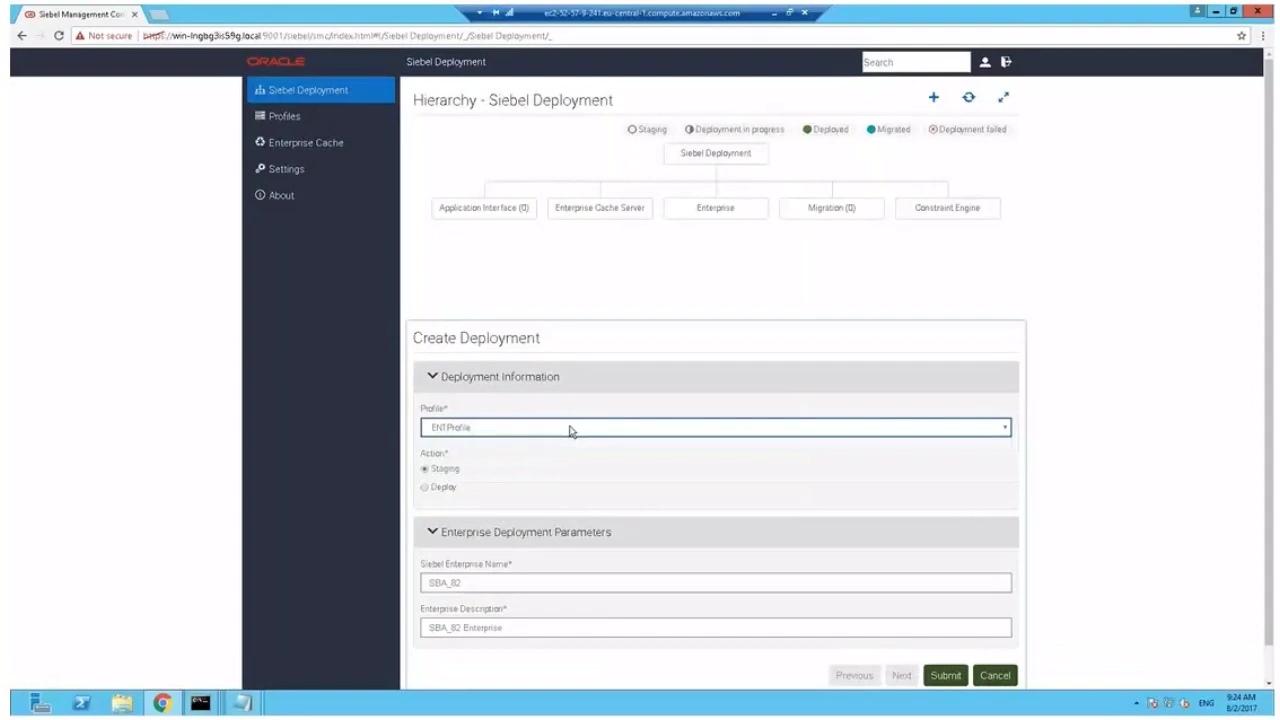 Siebel Management Con
ec2-52-57-9-241.eu-central-1.compute.amazonaws.com
Not secure https://win-lngbg3is59g.local:9001/siebel/smc/index.html#!/Siebel Deployment/_/Siebel Deployment/_
ORACLE
Siebel Deployment
Search
Siebel Deployment
Profiles
Enterprise Cache
Settings
About
Hierarchy - Siebel Deployment
Staging Deployment in progress Deployed Migrated Deployment failed
Siebel Deployment
Application Interface (0) Enterprise Cache Server Enterprise Migration (0) Constraint Engine
Create Deployment
Deployment Information
Profile*
ENTProfile
Action*
Staging
Deploy
Enterprise Deployment Parameters
Siebel Enterprise Name*
SBA_82
Enterprise Description*
SBA_82 Enterprise
Previous Next Submit Cancel
ENG
9:24 AM
8/2/2017